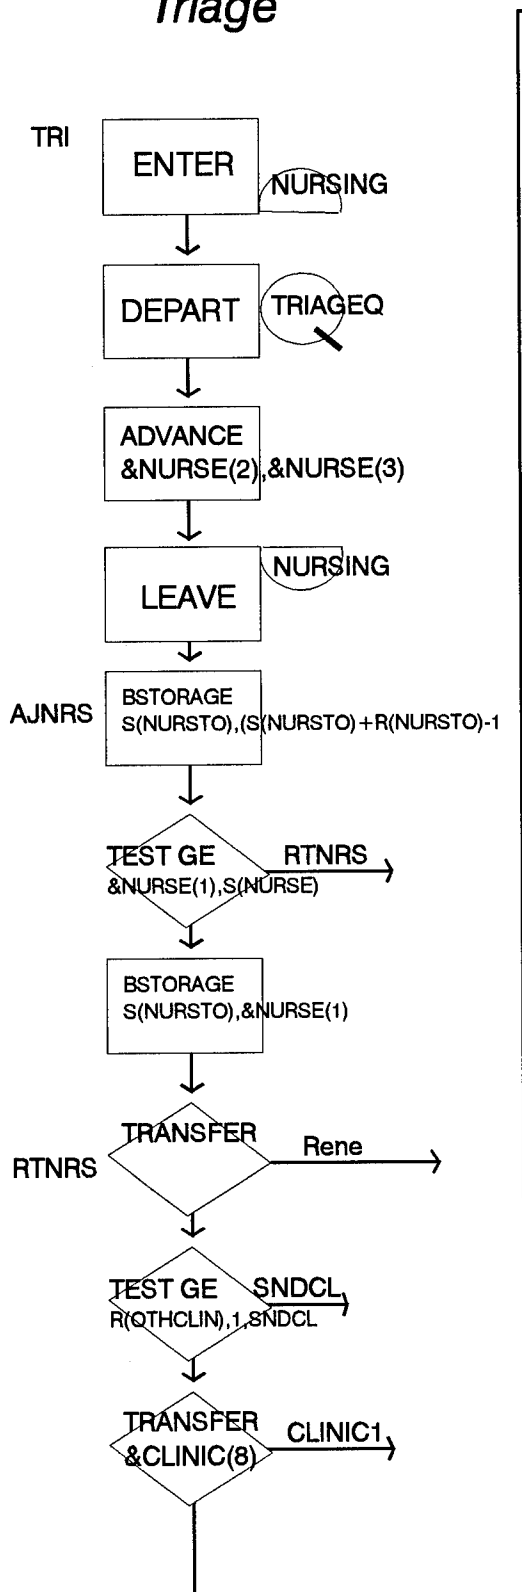 Triage
TRI
ENTER
NURSING
DEPART
TRIAGEQ
ADVANCE
&NURSE(2),&NURSE(3)
LEAVE
NURSING
AJNRS
BSTORAGE
S(NURSTO),(S(NURSTO)+R(NURSTO)-1
TEST GE
&NURSE(1),S(NURSE)
RTNRS
BSTORAGE
S(NURSTO),&NURSE(1)
RTNRS
TRANSFER
Rene
TEST GE
R(OTHCLIN),1,SNDCL
SNDCL
TRANSFER
&CLINIC(8)
CLINIC1